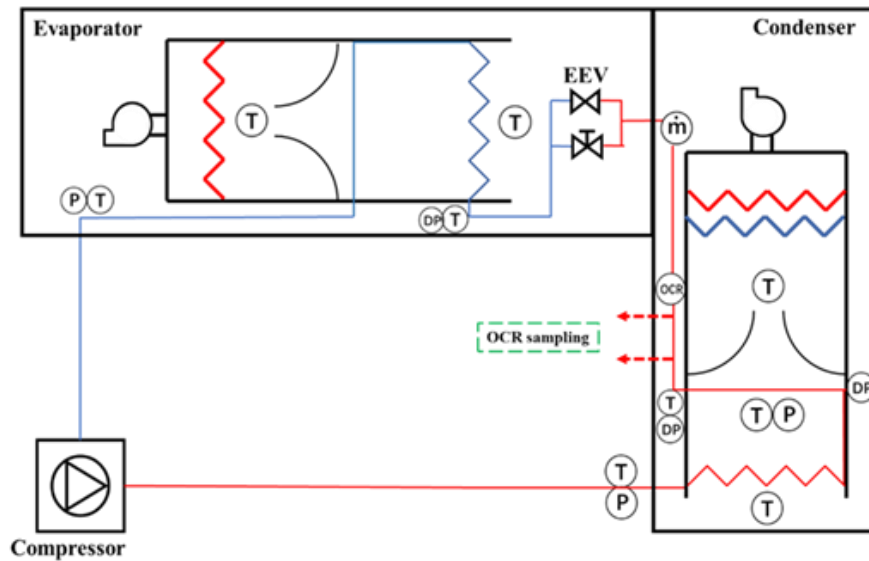 Evaporator
Condenser
EEV
T
T
ṁ
P T
DP T
OCR
T
OCR sampling
DP
T
DP
T P
T
P
T
Compressor